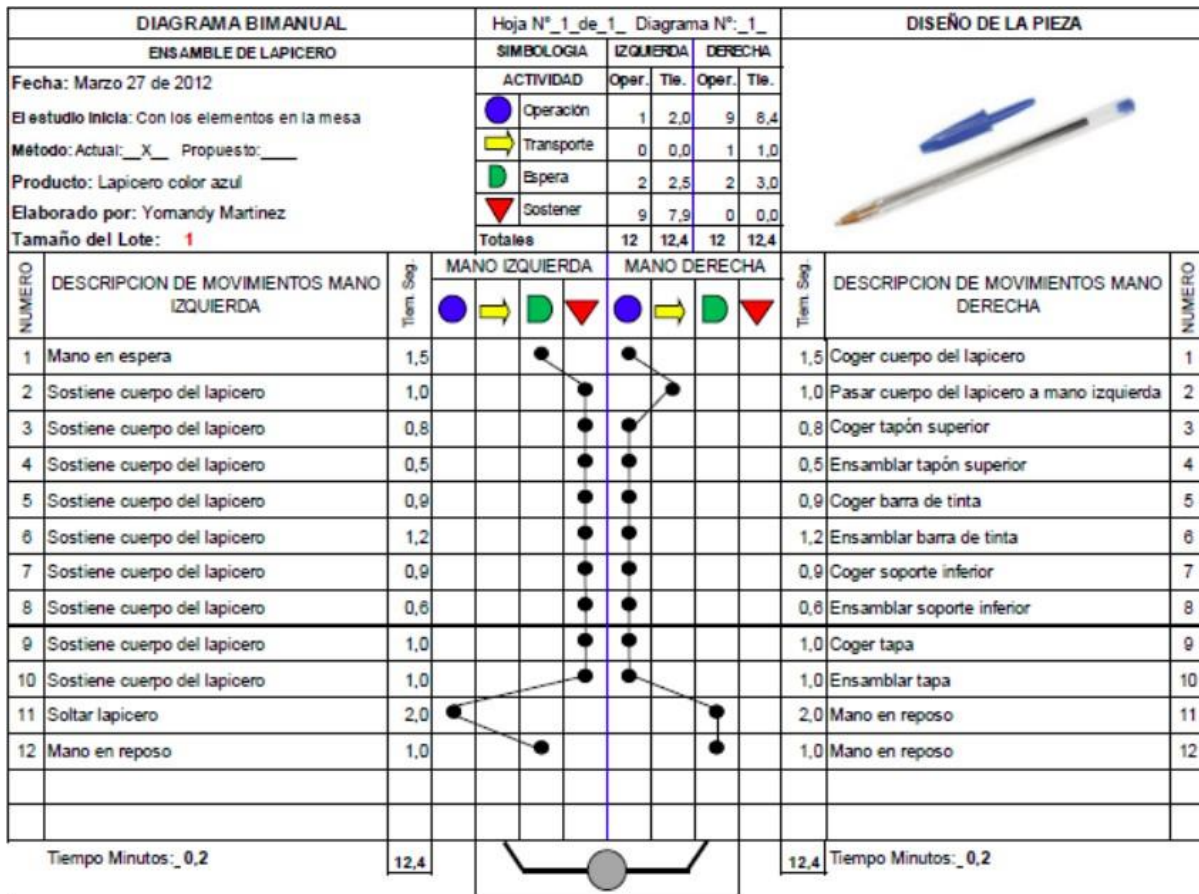 DIAGRAMA BIMANUAL
ENSAMBLE DE LAPICERO
Fecha: Marzo 27 de 2012
El estudio Inicia: Con los elementos en la mesa
Método: Actual:__X__ Propuesto:____
Producto: Lapicero color azul
Elaborado por: Yomandy Martinez
Tamaño del Lote: 1
Hoja N°_1_de_1_ Diagrama N°:_1_
SIMBOLOGIA IZQUIERDA DERECHA
ACTIVIDAD Oper. Tie. Oper. Tie.
Operación 1 2,0 9 8,4
Transporte 0 0,0 1 1,0
D Espera 2 2,5 2 3,0
Sostener 9 7,9 0 0,0
Totales 12 12,4 12 12,4
DISEÑO DE LA PIEZA
NUMERO
DESCRIPCION DE MOVIMIENTOS MANO
IZQUIERDA
Tiem. Seg.
MANO IZQUIERDA MANO DERECHA
D D
Tiem. Seg.
DESCRIPCION DE MOVIMIENTOS MANO
DERECHA
NUMERO
1 Mano en espera 1,5 1,5 Coger cuerpo del lapicero 1
2 Sostiene cuerpo del lapicero 1,0 1,0 Pasar cuerpo del lapicero a mano izquierda 2
3 Sostiene cuerpo del lapicero 0,8 0,8 Coger tapón superior 3
4 Sostiene cuerpo del lapicero 0,5 0,5 Ensamblar tapón superior 4
5 Sostiene cuerpo del lapicero 0,9 0,9 Coger barra de tinta 5
6 Sostiene cuerpo del lapicero 1,2 1,2 Ensamblar barra de tinta 6
7 Sostiene cuerpo del lapicero 0,9 0,9 Coger soporte inferior 7
8 Sostiene cuerpo del lapicero 0,6 0,6 Ensamblar soporte inferior 8
9 Sostiene cuerpo del lapicero 1,0 1,0 Coger tapa 9
10 Sostiene cuerpo del lapicero 1,0 1,0 Ensamblar tapa 10
11 Soltar lapicero 2,0 2,0 Mano en reposo 11
12 Mano en reposo 1,0 1,0 Mano en reposo 12
Tiempo Minutos:_0,2 12,4 12,4 Tiempo Minutos:_0,2